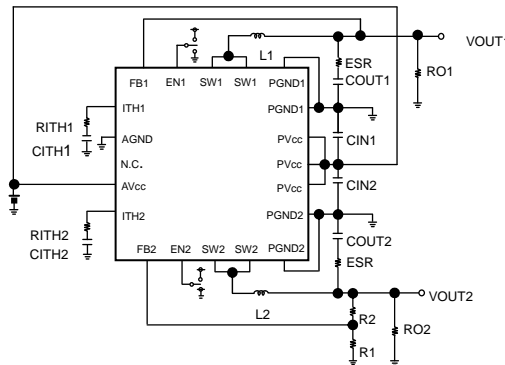 VOUT1
L1
ESR
COUT1
RO1
FB1 EN1 SW1 SW1 PGND1
ITH1 PGND1
RITH1
CITH1
AGND
CIN1
PVcc
N.C. PVcc
AVcc PVcc
CIN2
ITH2 PGND2
RITH2
CITH2
COUT2
FB2 EN2 SW2 SW2 PGND2
ESR
VOUT2
L2
R2
RO2
R1